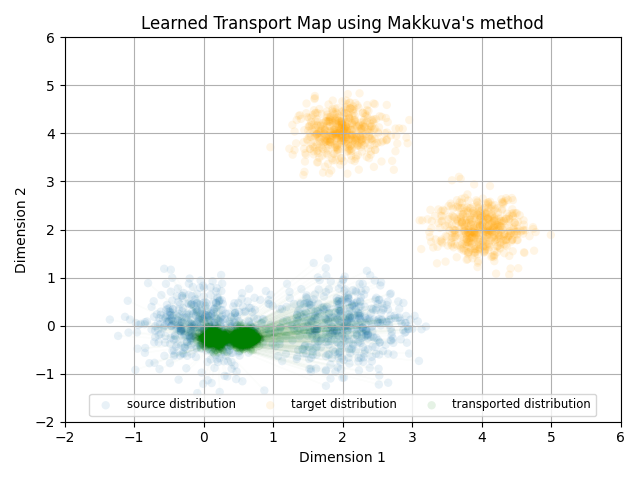 Learned Transport Map using Makkuva's method
6
5
4
3
2
1
0
−1
−2
Dimension 2
source distribution target distribution transported distribution
−2 −1 0 1 2 3 4 5 6
Dimension 1